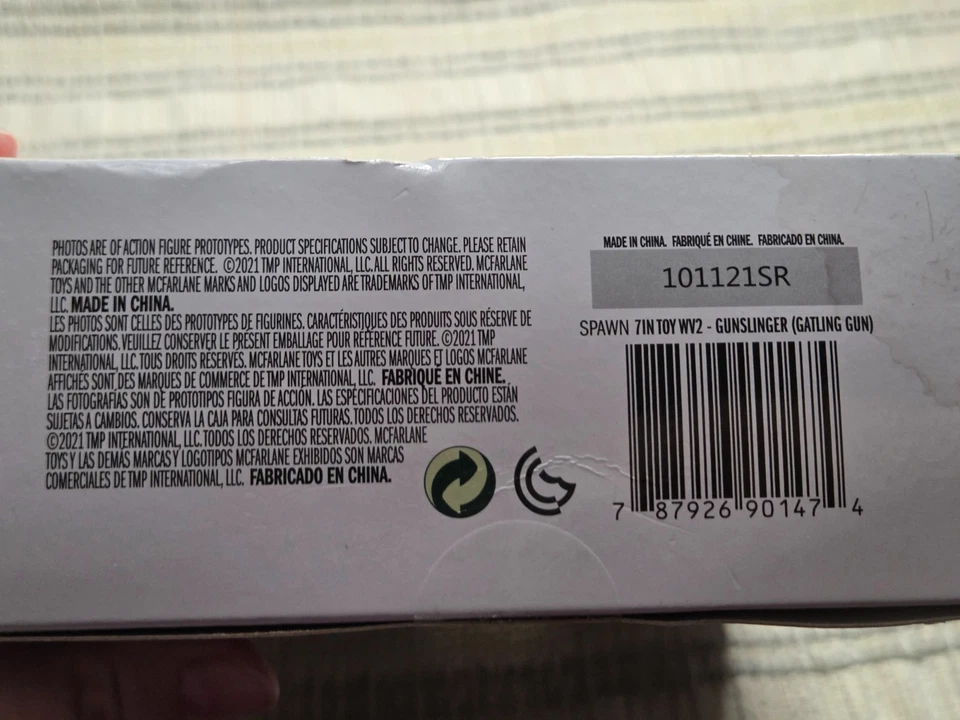 PHOTOS ARE OF ACTION FIGURE PROTOTYPES. PRODUCT SPECIFICATIONS SUBJECT TO CHANGE. PLEASE RETAIN
PACKAGING FOR FUTURE REFERENCE. ©2021 TMP INTERNATIONAL, LLC. ALL RIGHTS RESERVED. MCFARLANE
TOYS AND THE OTHER MCFARLANE MARKS AND LOGOS DISPLAYED ARE TRADEMARKS OF TMP INTERNATIONAL,
LLC. MADE IN CHINA.
LES PHOTOS SONT CELLES DES PROTOTYPES DE FIGURINES. CARACTÉRISTIQUES DES PRODUITS SOUS RÉSERVE DE
MODIFICATIONS. VEUILLEZ CONSERVER LE PRÉSENT EMBALLAGE POUR RÉFÉRENCE FUTURE. ©2021 TMP
INTERNATIONAL, LLC. TOUS DROITS RÉSERVÉS. MCFARLANE TOYS ET LES AUTRES MARQUES ET LOGOS MCFARLANE
AFFICHÉS SONT DES MARQUES DE COMMERCE DE TMP INTERNATIONAL, LLC. FABRIQUÉ EN CHINE.
LAS FOTOGRAFÍAS SON DE PROTOTIPOS FIGURA DE ACCIÓN. LAS ESPECIFICACIONES DEL PRODUCTO ESTÁN
SUJETAS A CAMBIOS. CONSERVA LA CAJA PARA CONSULTAS FUTURAS. TODOS LOS DERECHOS RESERVADOS.
©2021 TMP INTERNATIONAL, LLC. TODOS LOS DERECHOS RESERVADOS. MCFARLANE
TOYS Y LAS DEMÁS MARCAS Y LOGOTIPOS MCFARLANE EXHIBIDOS SON MARCAS
COMERCIALES DE TMP INTERNATIONAL, LLC. FABRICADO EN CHINA.
MADE IN CHINA. FABRIQUÉ EN CHINE. FABRICADO EN CHINA.
101121SR
SPAWN 7IN TOY WV2 - GUNSLINGER (GATLING GUN)
7 87926 90147 4